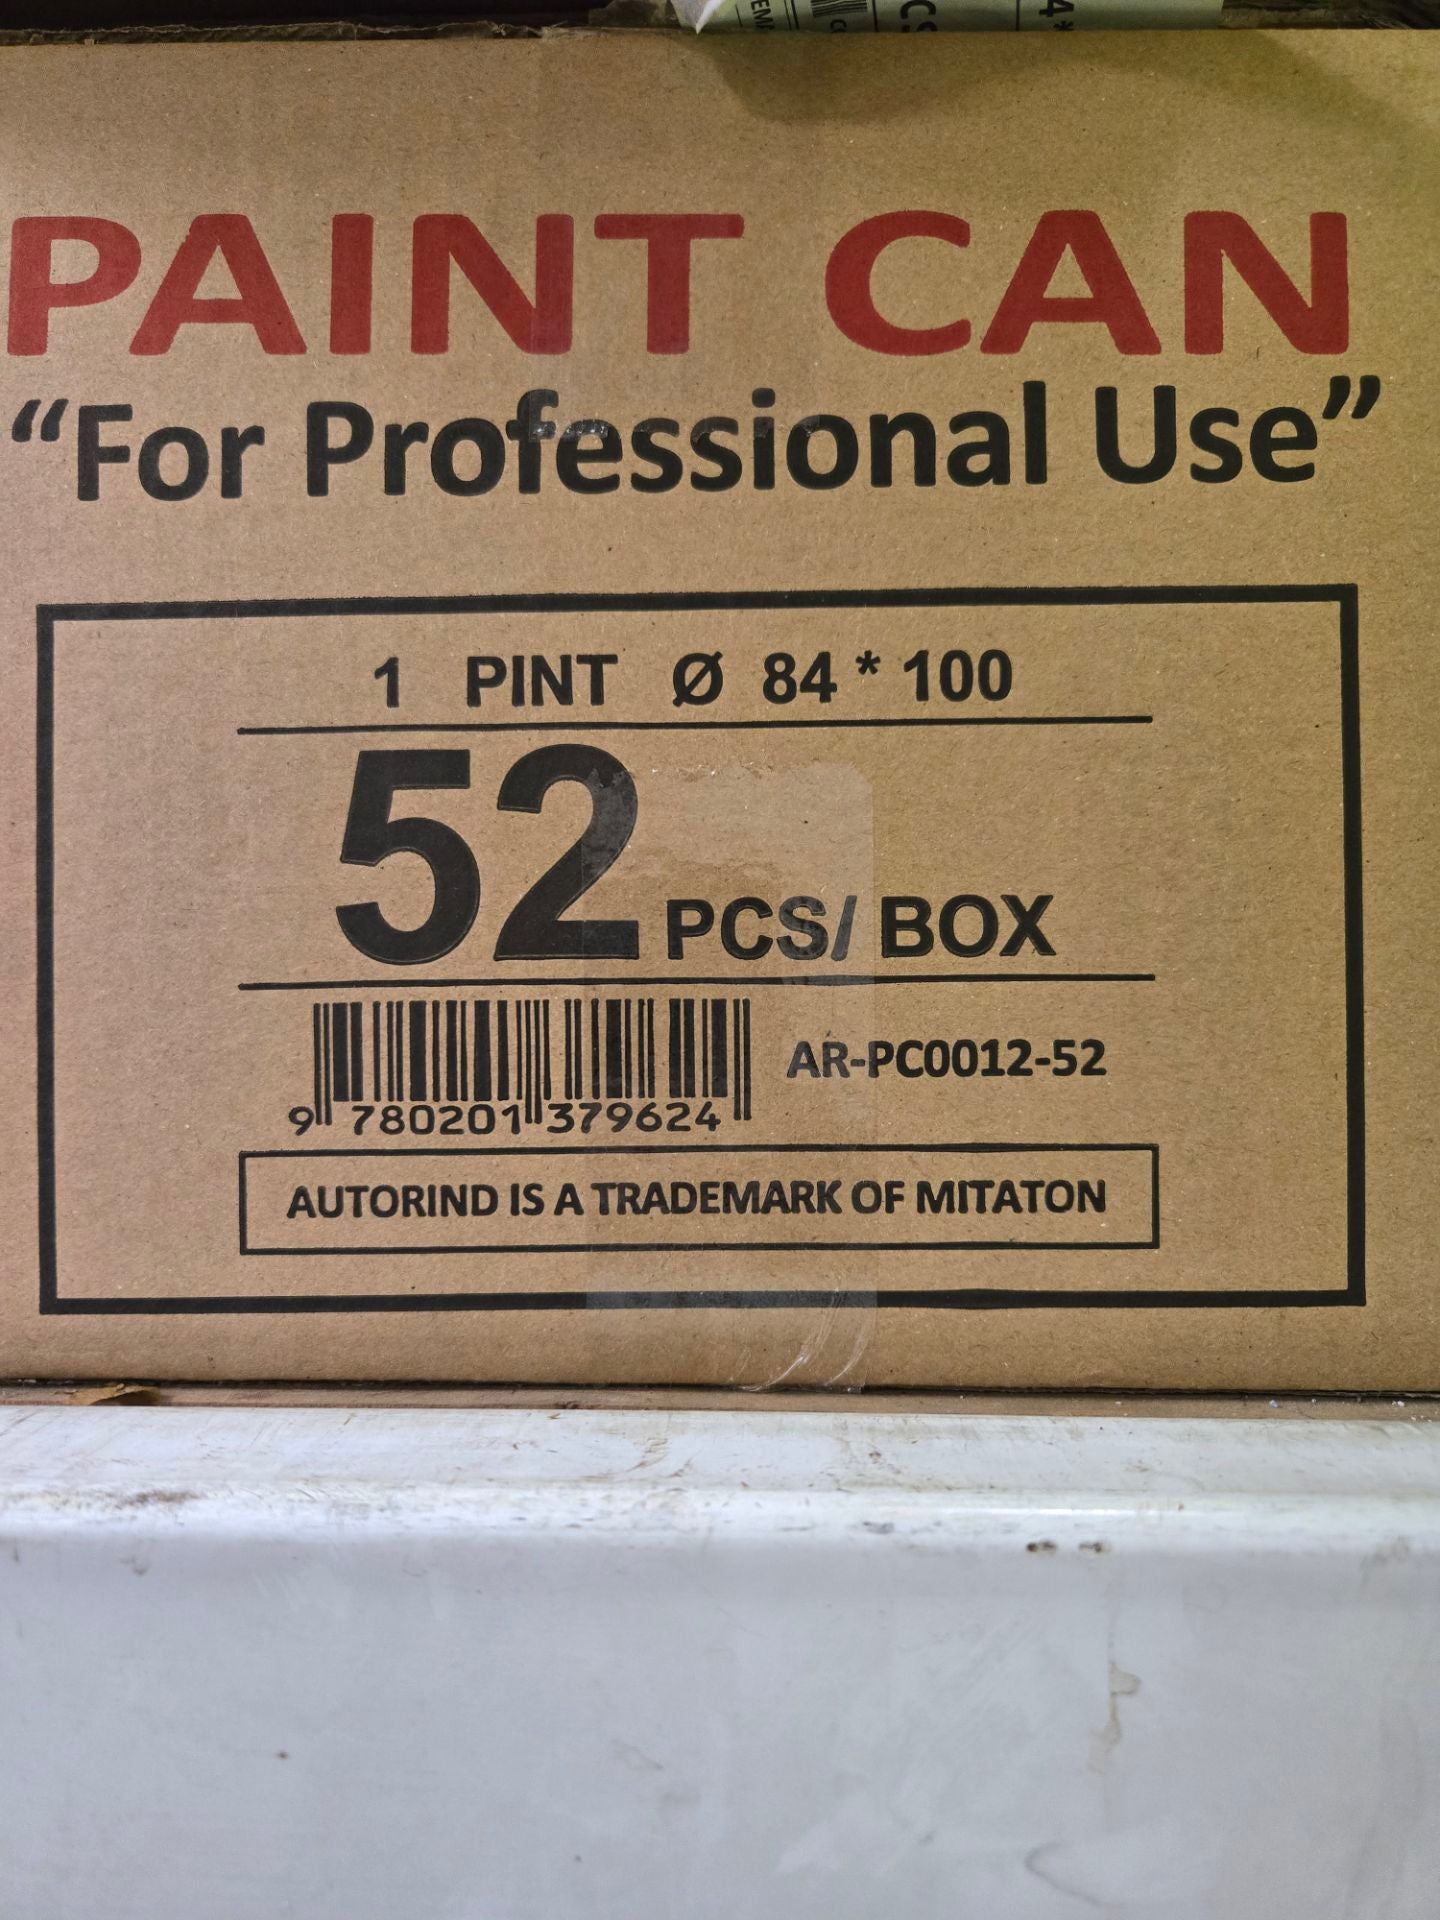 PAINT CAN
“For Professional Use”
1 PINT Ø 84 * 100
52 PCS/ BOX
AR-PC0012-52
9 780201 379624
AUTORIND IS A TRADEMARK OF MITATON